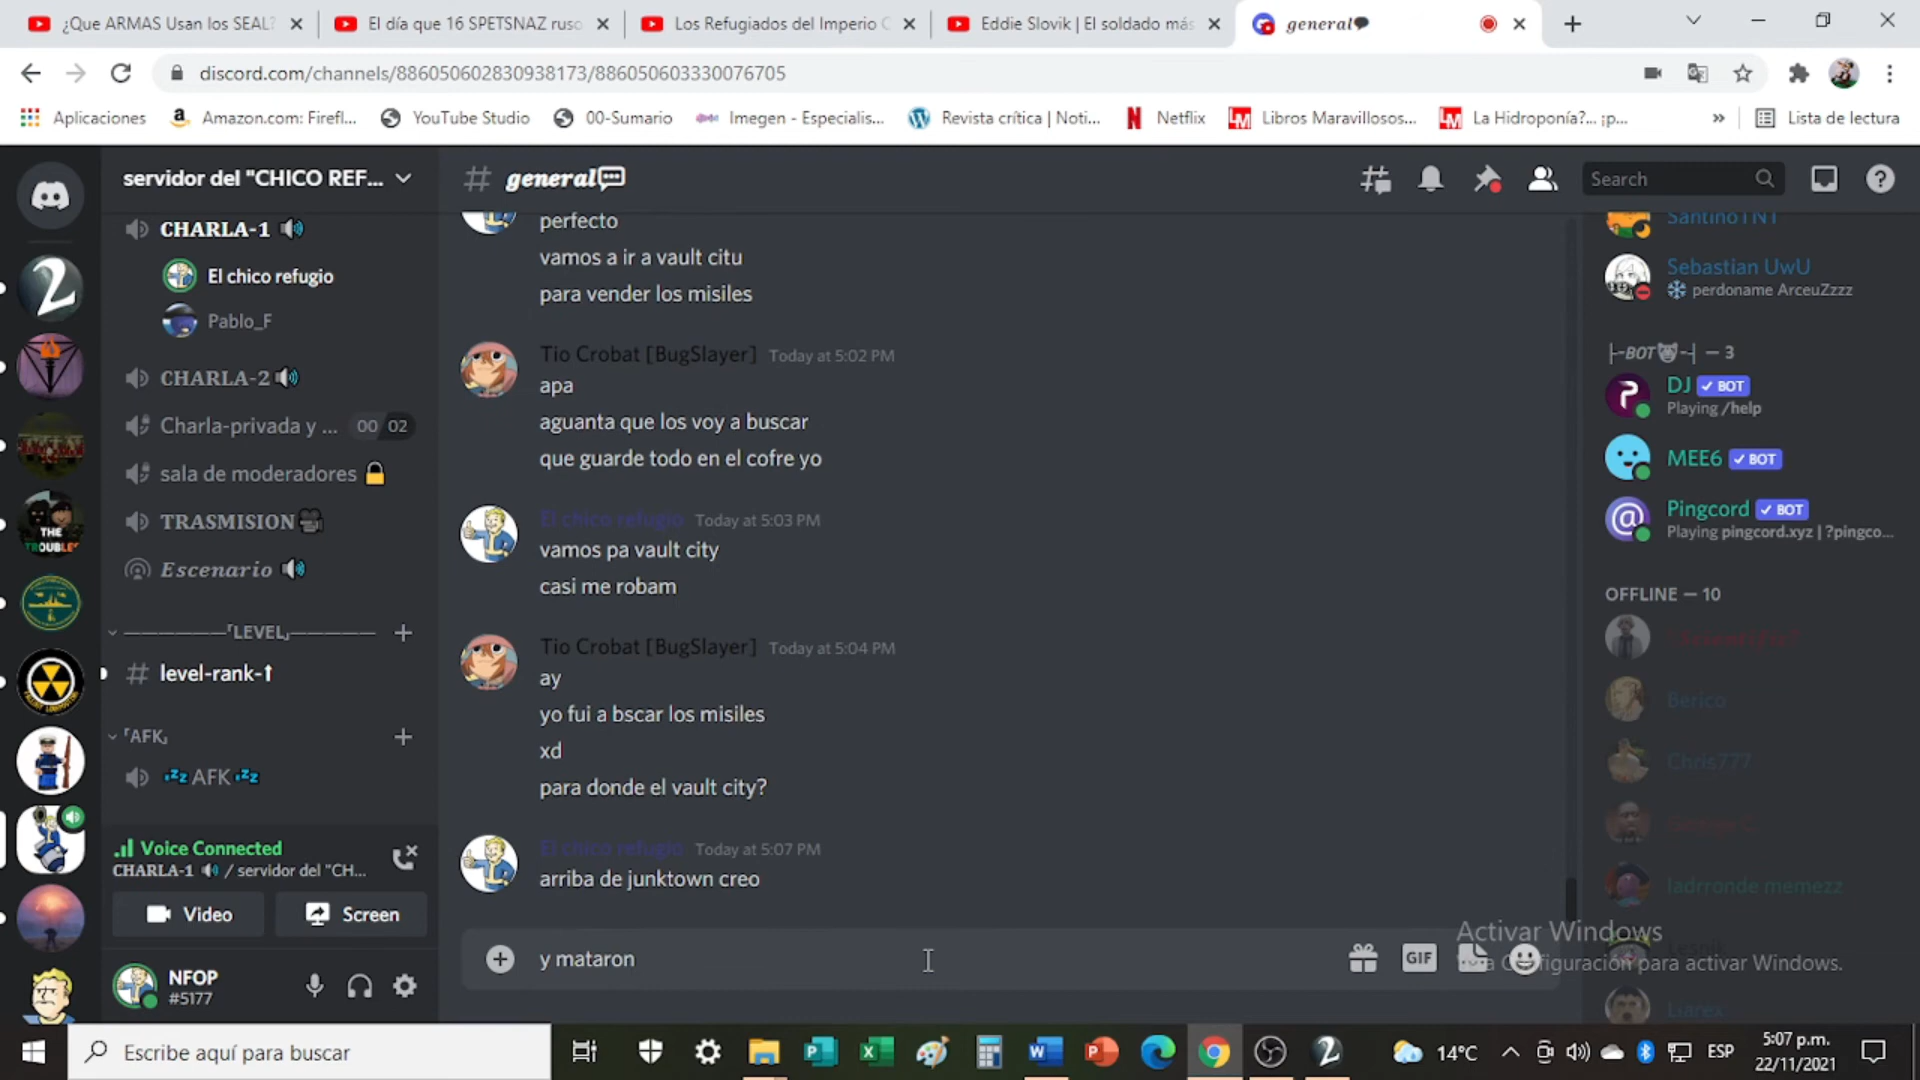 ¿Que ARMAS Usan los SEAL?
El día que 16 SPETSNAZ ruso
Los Refugiados del Imperio C
Eddie Slovik | El soldado más
general💬
discord.com/channels/886050602830938173/886050603330076705
Aplicaciones
Amazon.com: Firefl...
YouTube Studio
00-Sumario
Imegen - Especialis...
Revista crítica | Noti...
Netflix
Libros Maravillosos...
La Hidroponía?... ¡p...
»
Lista de lectura
servidor del "CHICO REF...
CHARLA-1 🔊
El chico refugio
Pablo_F
CHARLA-2 🔊
Charla-privada y ... 00 02
sala de moderadores 🔒
TRASMISION 🎥
Escenario 🔊
——————「LEVEL」—————
level-rank-⬆
「AFK」
💤 AFK 💤
Voice Connected
CHARLA-1 🔊 / servidor del "CH...
Video
Screen
NFOP
#5177
# general💬
Search
perfecto
vamos a ir a vault citu
para vender los misiles
Tio Crobat [BugSlayer] Today at 5:02 PM
apa
aguanta que los voy a buscar
que guarde todo en el cofre yo
El chico refugio Today at 5:03 PM
vamos pa vault city
casi me robam
Tio Crobat [BugSlayer] Today at 5:04 PM
ay
yo fui a bscar los misiles
xd
para donde el vault city?
El chico refugio Today at 5:07 PM
arriba de junktown creo
y mataron
GIF
SantinoTNT
Sebastian UwU
❄ perdoname ArceuZzzz
├-BOT🐱-┤ — 3
DJ ✓ BOT
Playing /help
MEE6 ✓ BOT
Pingcord ✓ BOT
Playing pingcord.xyz | ?pingco...
OFFLINE — 10
Berico
Chris777
ladrronde memezz
Lesnik
Liarex
Activar Windows
Configuración para activar Windows.
THE
TROUBLES
Escribe aquí para buscar
14°C
ESP
5:07 p.m.
22/11/2021